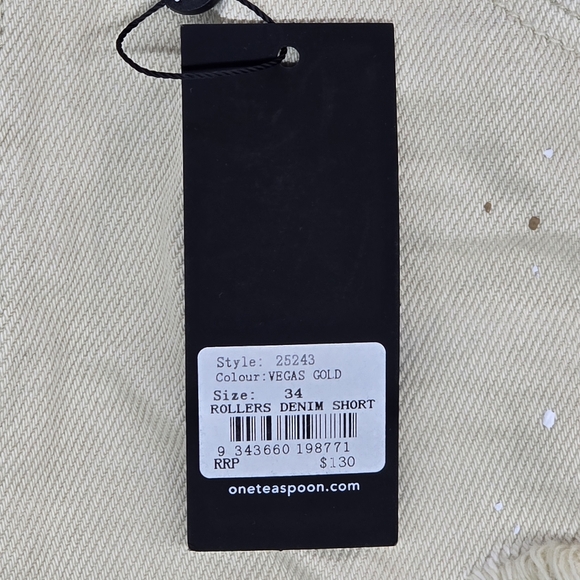 Style: 25243
Colour:VEGAS GOLD
Size: 34
ROLLERS DENIM SHORT
9 343660 198771
RRP $130
oneteaspoon.com